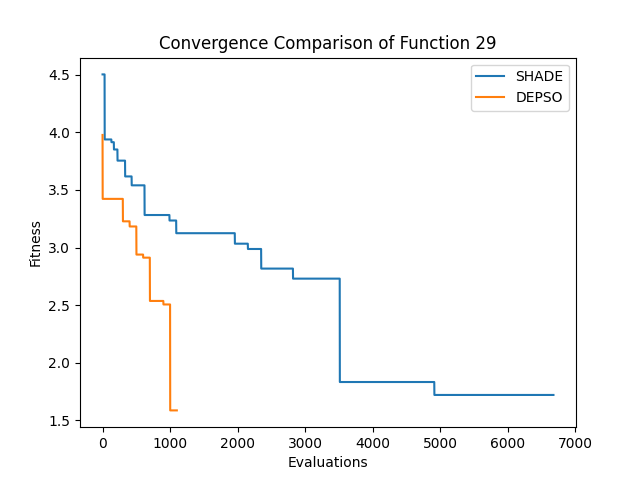 Convergence Comparison of Function 29
SHADE
DEPSO
Fitness
4.5
4.0
3.5
3.0
2.5
2.0
1.5
0 1000 2000 3000 4000 5000 6000 7000
Evaluations